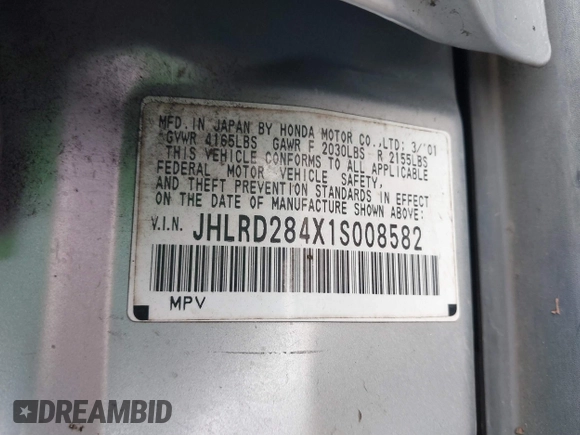 MFD. IN JAPAN BY HONDA MOTOR CO.,LTD: 3/'01
GVWR 4165LBS GAWR F 2030LBS R 2155LBS
THIS VEHICLE CONFORMS TO ALL APPLICABLE
FEDERAL MOTOR VEHICLE SAFETY,
AND THEFT PREVENTION STANDARDS IN EFFECT
ON THE DATE OF MANUFACTURE SHOWN ABOVE:
V.I.N. JHLRD284X1S008582
MPV
DREAMBID